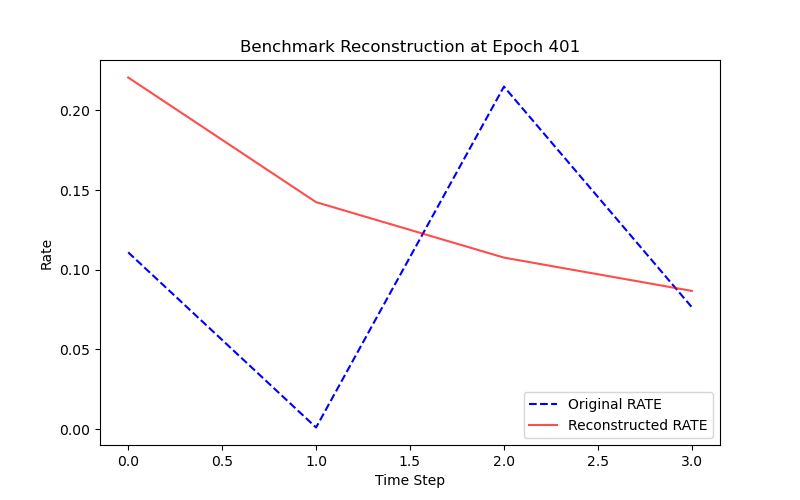 Benchmark Reconstruction at Epoch 401
Rate
0.20
0.15
0.10
0.05
0.00
0.0 0.5 1.0 1.5 2.0 2.5 3.0
Time Step
Original RATE
Reconstructed RATE